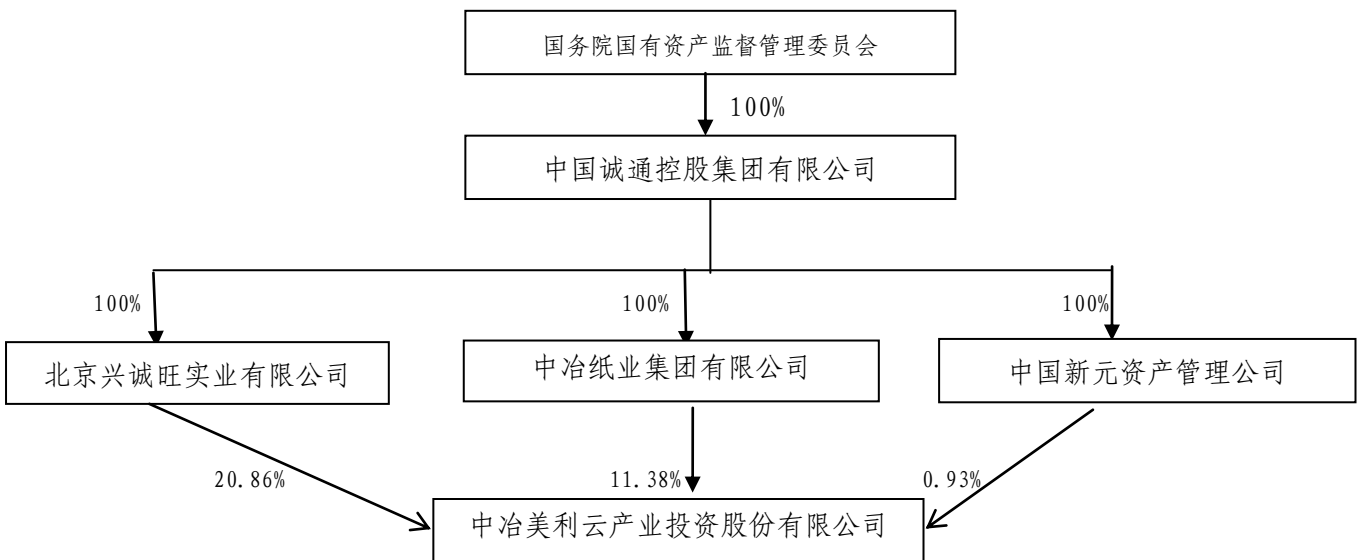 国务院国有资产监督管理委员会
100%
中国诚通控股集团有限公司
100%
100%
100%
北京兴诚旺实业有限公司
中冶纸业集团有限公司
中国新元资产管理公司
20.86%
11.38%
0.93%
中冶美利云产业投资股份有限公司